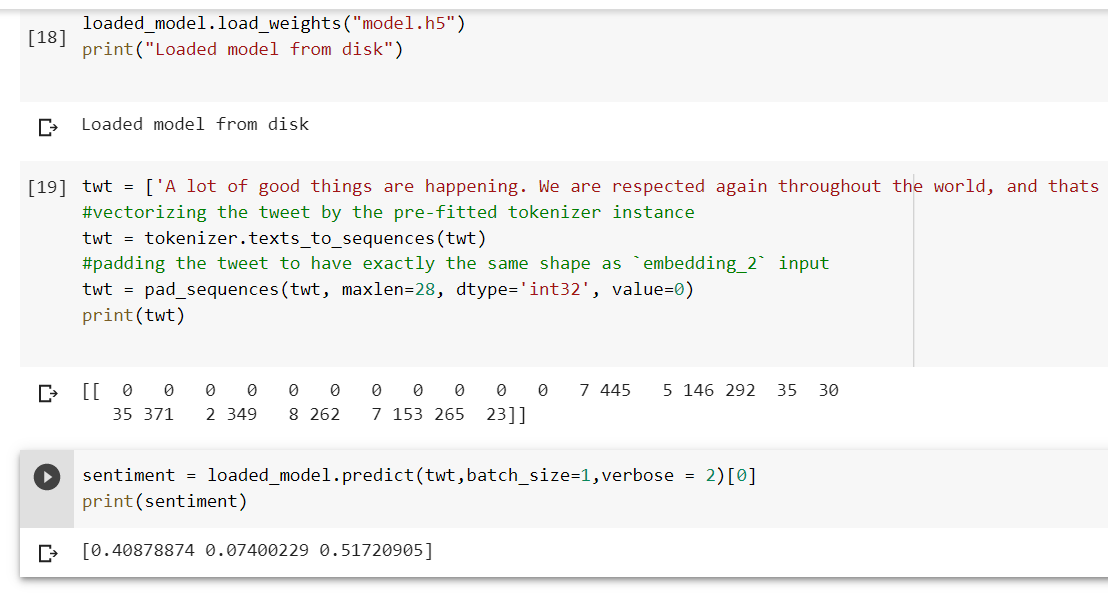 loaded_model.load_weights("model.h5")
[18]
print("Loaded model from disk")
Loaded model from disk
[19] twt = ['A lot of good things are happening. We are respected again throughout the world, and thats
#vectorizing the tweet by the pre-fitted tokenizer instance
twt = tokenizer.texts_to_sequences(twt)
#padding the tweet to have exactly the same shape as `embedding_2` input
twt = pad_sequences(twt, maxlen=28, dtype='int32', value=0)
print(twt)
[[  0   0   0   0   0   0   0   0   0   0   0   7 445   5 146 292  35  30
   35 371   2 349   8 262   7 153 265  23]]
sentiment = loaded_model.predict(twt,batch_size=1,verbose = 2)[0]
print(sentiment)
[0.40878874 0.07400229 0.51720905]